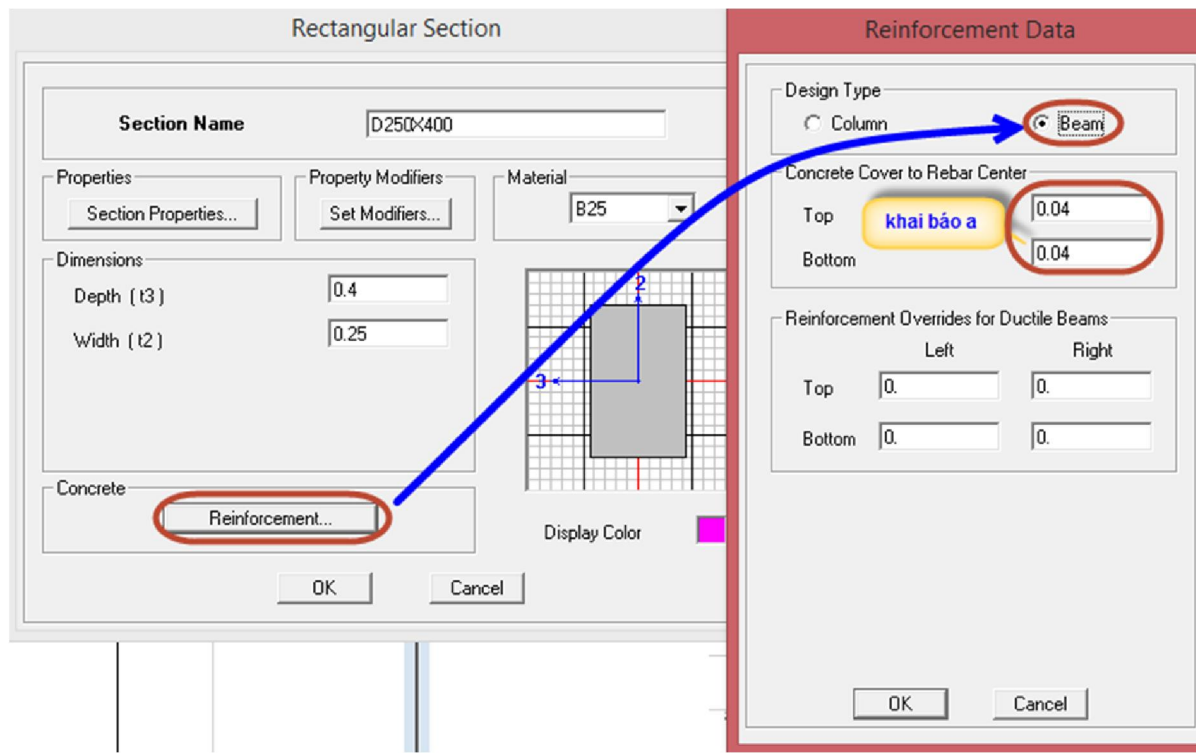 Rectangular Section
Section Name
D250X400
Properties
Section Properties...
Property Modifiers
Set Modifiers...
Material
B25
Dimensions
Depth ( t3 )
0.4
Width ( t2 )
0.25
2
3
Concrete
Reinforcement...
Display Color
OK
Cancel
Reinforcement Data
Design Type
Column
Beam
Concrete Cover to Rebar Center
Top
0.04
khai báo a
Bottom
0.04
Reinforcement Overrides for Ductile Beams
Left Right
Top 0. 0.
Bottom 0. 0.
OK
Cancel